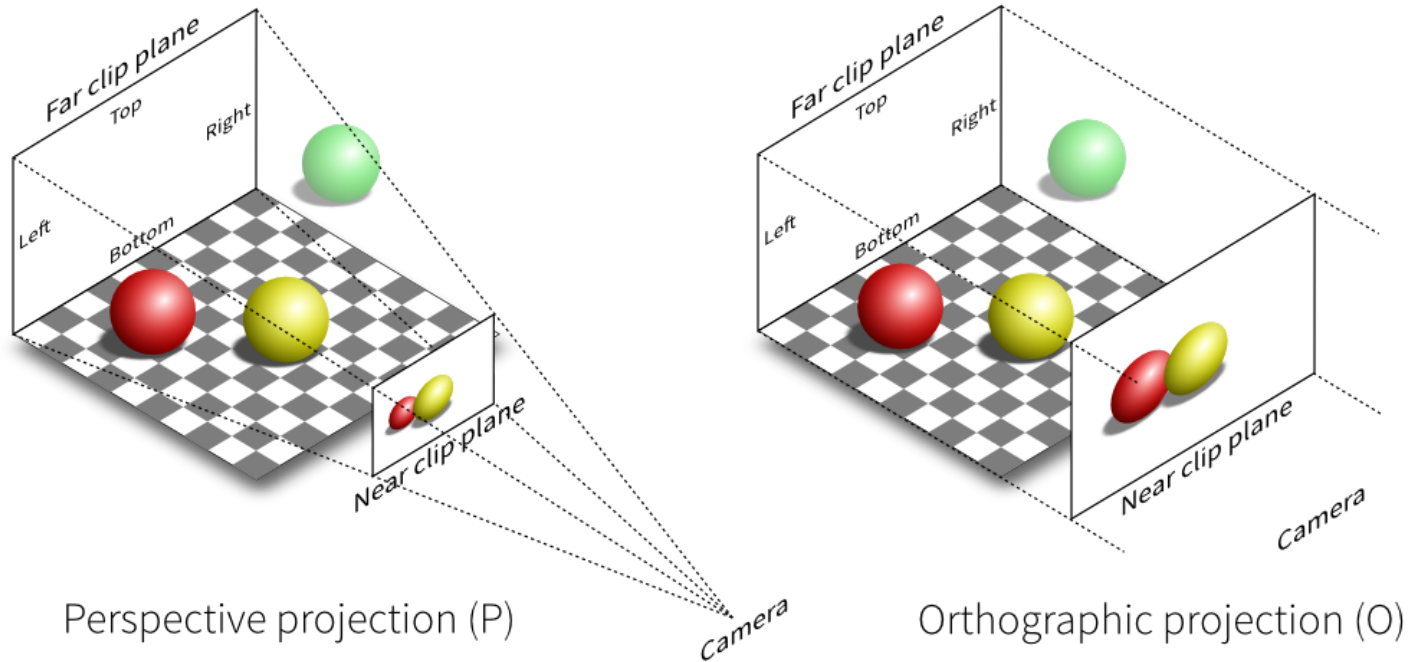 Far clip plane
Top
Right
Left
Bottom
Near clip plane
Camera
Perspective projection (P)
Far clip plane
Top
Right
Left
Bottom
Near clip plane
Camera
Orthographic projection (O)